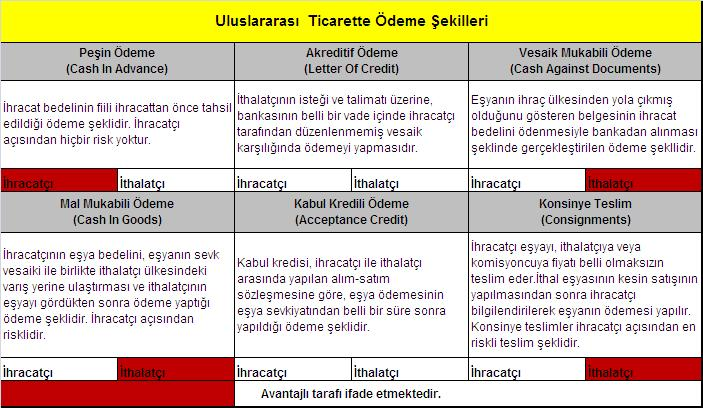 Uluslararası Ticarette Ödeme Şekilleri
Peşin Ödeme
(Cash In Advance)
Akreditif Ödeme
(Letter Of Credit)
Vesaik Mukabili Ödeme
(Cash Against Documents)
İhracat bedelinin fiili ihracattan önce tahsil
edildiği ödeme şeklidir. İhracatçı
açısından hiçbir risk yoktur.
İthalatçının isteği ve talimatı üzerine,
bankasının belli bir vade içinde ihracatçı
tarafından düzenlenmemiş vesaik
karşılığında ödemeyi yapmasıdır.
Eşyanın ihraç ülkesinden yola çıkmış
olduğunu gösteren belgesinin ihracat
bedelini ödenmesiyle bankadan alınması
şeklinde gerçekleştirilen ödeme şekllidir.
İhracatçı İthalatçı İhracatçı İthalatçı İhracatçı İthalatçı
Mal Mukabili Ödeme
(Cash In Goods)
Kabul Kredili Ödeme
(Acceptance Credit)
Konsinye Teslim
(Consignments)
İhracatçının eşya bedelini, eşyanın sevk
vesaiki ile birlikte ithalatçı ülkesindeki
varış yerine ulaştırması ve ithalatçının
eşyayı gördükten sonra ödeme yaptığı
ödeme şeklidir. İhracatçı açısından
risklidir.
Kabul kredisi, ihracatçı ile ithalatçı
arasında yapılan alım-satım
sözleşmesine göre, eşya ödemesinin
eşya sevkiyatından belli bir süre sonra
yapıldığı ödeme şeklidir.
İhracatçı eşyayı, ithalatçıya veya
komisyoncuya fiyatı belli olmaksızın
teslim eder.İthal eşyasının kesin satışının
yapılmasından sonra ihracatçı
bilgilendirilerek eşyanın ödemesi yapılır.
Konsinye teslimler ihracatçı açısından en
riskli teslim şeklidir.
İhracatçı İthalatçı İhracatçı İthalatçı İhracatçı İthalatçı
Avantajlı tarafı ifade etmektedir.